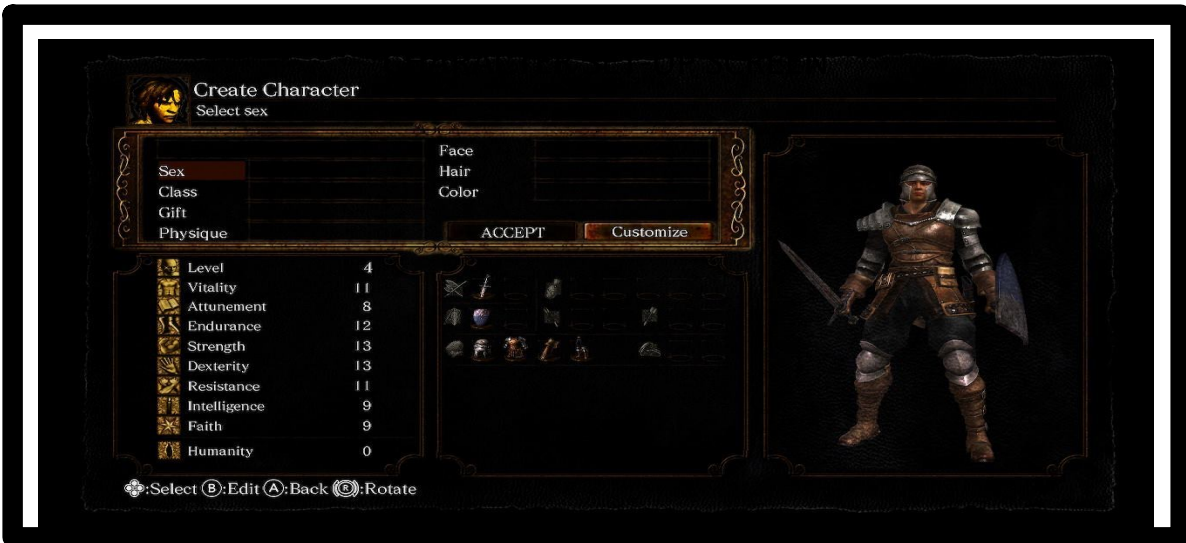 Create Character
Select sex
Face
Sex
Hair
Class
Color
Gift
Physique
ACCEPT
Customize
Level 4
Vitality 11
Attunement 8
Endurance 12
Strength 13
Dexterity 13
Resistance 11
Intelligence 9
Faith 9
Humanity 0
:Select B:Edit A:Back R:Rotate